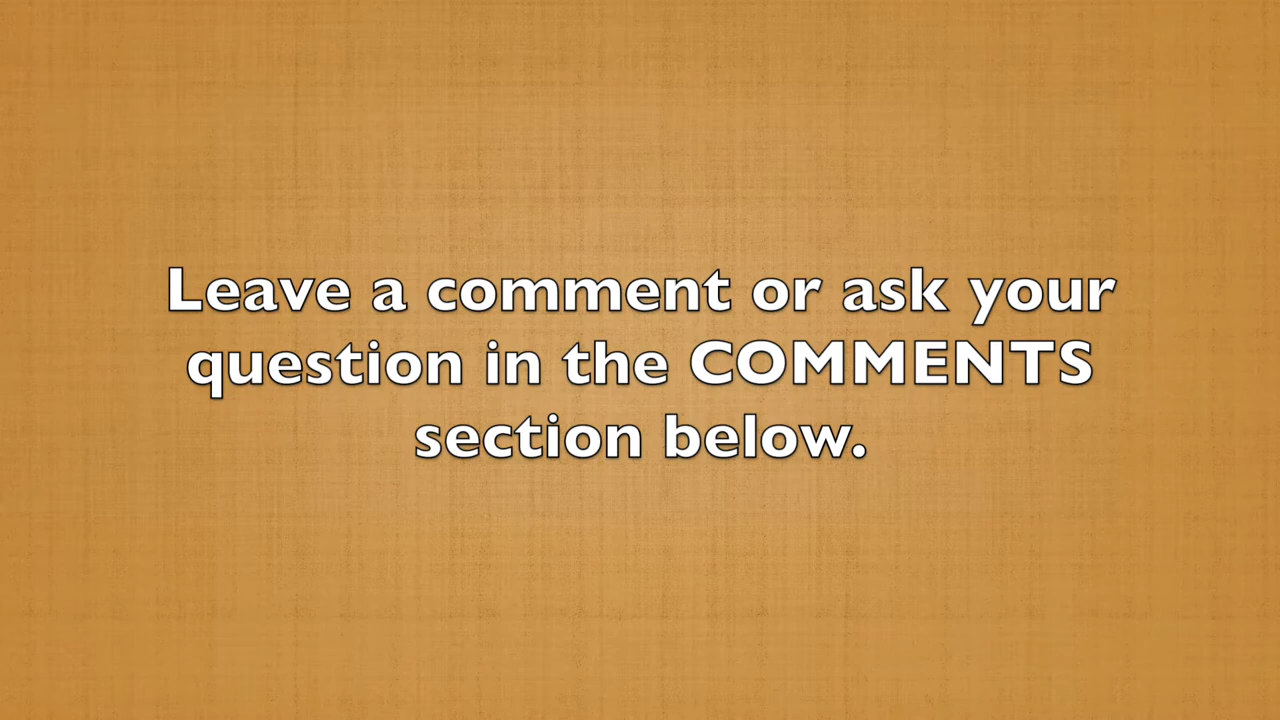 Leave a comment or ask your
question in the COMMENTS
section below.